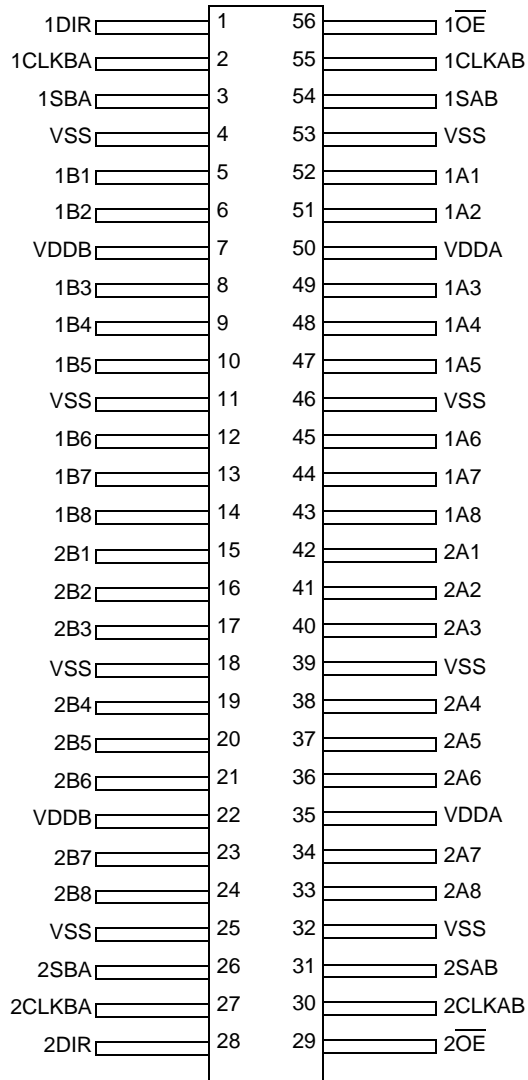 1DIR 1 56 1O̅E̅
1CLKBA 2 55 1CLKAB
1SBA 3 54 1SAB
VSS 4 53 VSS
1B1 5 52 1A1
1B2 6 51 1A2
VDDB 7 50 VDDA
1B3 8 49 1A3
1B4 9 48 1A4
1B5 10 47 1A5
VSS 11 46 VSS
1B6 12 45 1A6
1B7 13 44 1A7
1B8 14 43 1A8
2B1 15 42 2A1
2B2 16 41 2A2
2B3 17 40 2A3
VSS 18 39 VSS
2B4 19 38 2A4
2B5 20 37 2A5
2B6 21 36 2A6
VDDB 22 35 VDDA
2B7 23 34 2A7
2B8 24 33 2A8
VSS 25 32 VSS
2SBA 26 31 2SAB
2CLKBA 27 30 2CLKAB
2DIR 28 29 2O̅E̅